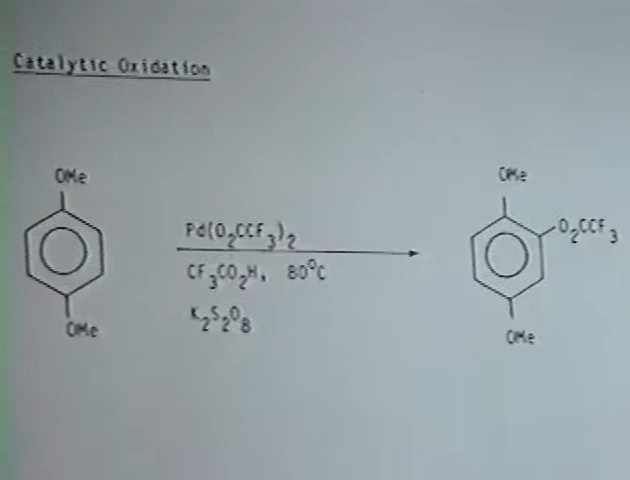 Catalytic Oxidation
OMe
OMe
Pd(O2CCF3)2
CF3CO2H, 80°C
K2S2O8
OMe
O2CCF3
OMe